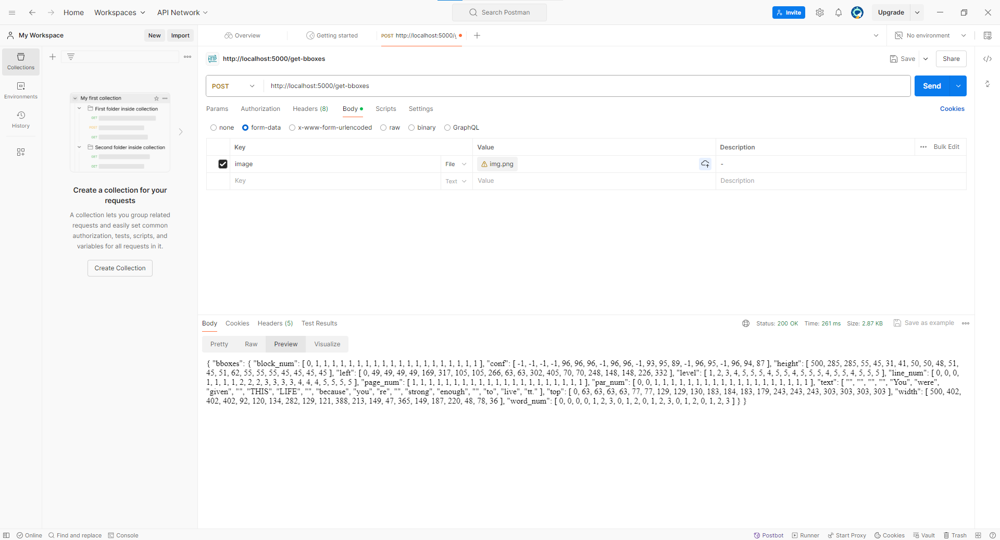 Home Workspaces API Network Search Postman Invite Upgrade
My Workspace New Import Overview Getting started POST http://localhost:5000/g No environment
Collections
Environments
History
My first collection
First folder inside collection
GET
POST
GET
Second folder inside collection
GET
GET
Create a collection for your
requests
A collection lets you group related
requests and easily set common
authorization, tests, scripts, and
variables for all requests in it.
Create Collection
HTTP http://localhost:5000/get-bboxes Save Share
POST http://localhost:5000/get-bboxes Send
Params Authorization Headers (8) Body Scripts Settings Cookies
none form-data x-www-form-urlencoded raw binary GraphQL
Key Value Description Bulk Edit
image File img.png -
Key Text Value Description
Body Cookies Headers (5) Test Results Status: 200 OK Time: 261 ms Size: 2.87 KB Save as example
Pretty Raw Preview Visualize
{ "bboxes": { "block_num": [ 0, 1, 1, 1, 1, 1, 1, 1, 1, 1, 1, 1, 1, 1, 1, 1, 1, 1, 1, 1, 1 ], "conf": [ -1, -1, -1, -1, 96, 96, 96, -1, 96, 96, -1, 93, 95, 89, -1, 96, 95, -1, 96, 94, 87 ], "height": [ 500, 285, 285, 55, 45, 31, 41, 50, 50, 48, 51,
45, 51, 62, 55, 55, 55, 45, 45, 45, 45 ], "left": [ 0, 49, 49, 49, 49, 169, 317, 105, 105, 266, 63, 63, 302, 405, 70, 70, 248, 148, 148, 226, 332 ], "level": [ 1, 2, 3, 4, 5, 5, 5, 4, 5, 5, 4, 5, 5, 5, 4, 5, 5, 4, 5, 5, 5 ], "line_num": [ 0, 0, 0,
1, 1, 1, 1, 2, 2, 2, 3, 3, 3, 3, 4, 4, 4, 5, 5, 5, 5 ], "page_num": [ 1, 1, 1, 1, 1, 1, 1, 1, 1, 1, 1, 1, 1, 1, 1, 1, 1, 1, 1, 1, 1 ], "par_num": [ 0, 0, 1, 1, 1, 1, 1, 1, 1, 1, 1, 1, 1, 1, 1, 1, 1, 1, 1, 1, 1 ], "text": [ "", "", "", "", "You", "were",
"given", "", "THIS", "LIFE", "", "because", "you", "re", "", "strong", "enough", "", "to", "live", "tt." ], "top": [ 0, 63, 63, 63, 63, 77, 77, 129, 129, 130, 183, 184, 183, 179, 243, 243, 243, 303, 303, 303, 303 ], "width": [ 500, 402,
402, 402, 92, 120, 134, 282, 129, 121, 388, 213, 149, 47, 365, 149, 187, 220, 48, 78, 36 ], "word_num": [ 0, 0, 0, 0, 1, 2, 3, 0, 1, 2, 0, 1, 2, 3, 0, 1, 2, 0, 1, 2, 3 ] } }
Online Find and replace Console Postbot Runner Start Proxy Cookies Vault Trash